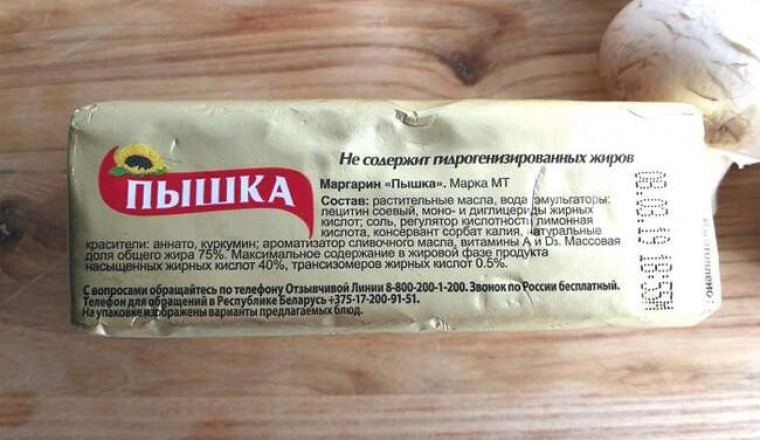 ПЫШКА
Не содержит гидрогенизированных жиров
Маргарин «Пышка». Марка МТ
Состав: растительные масла, вода эмульгаторы:
лецитин соевый, моно- и диглицериды жирных
кислот; соль, регулятор кислотности лимонная
кислота, консервант сорбат калия, натуральные
красители: аннато, куркумин; ароматизатор сливочного масла, витамины А и D₃. Массовая
доля общего жира 75%. Максимальное содержание в жировой фазе продукта
насыщенных жирных кислот 40%, трансизомеров жирных кислот 0.5%.
С вопросами обращайтесь по телефону Отзывчивой Линии 8-800-200-1-200. Звонок по России бесплатный.
Телефон для обращений в Республике Беларусь +375-17-200-91-51.
На упаковке изображены варианты предлагаемых блюд.